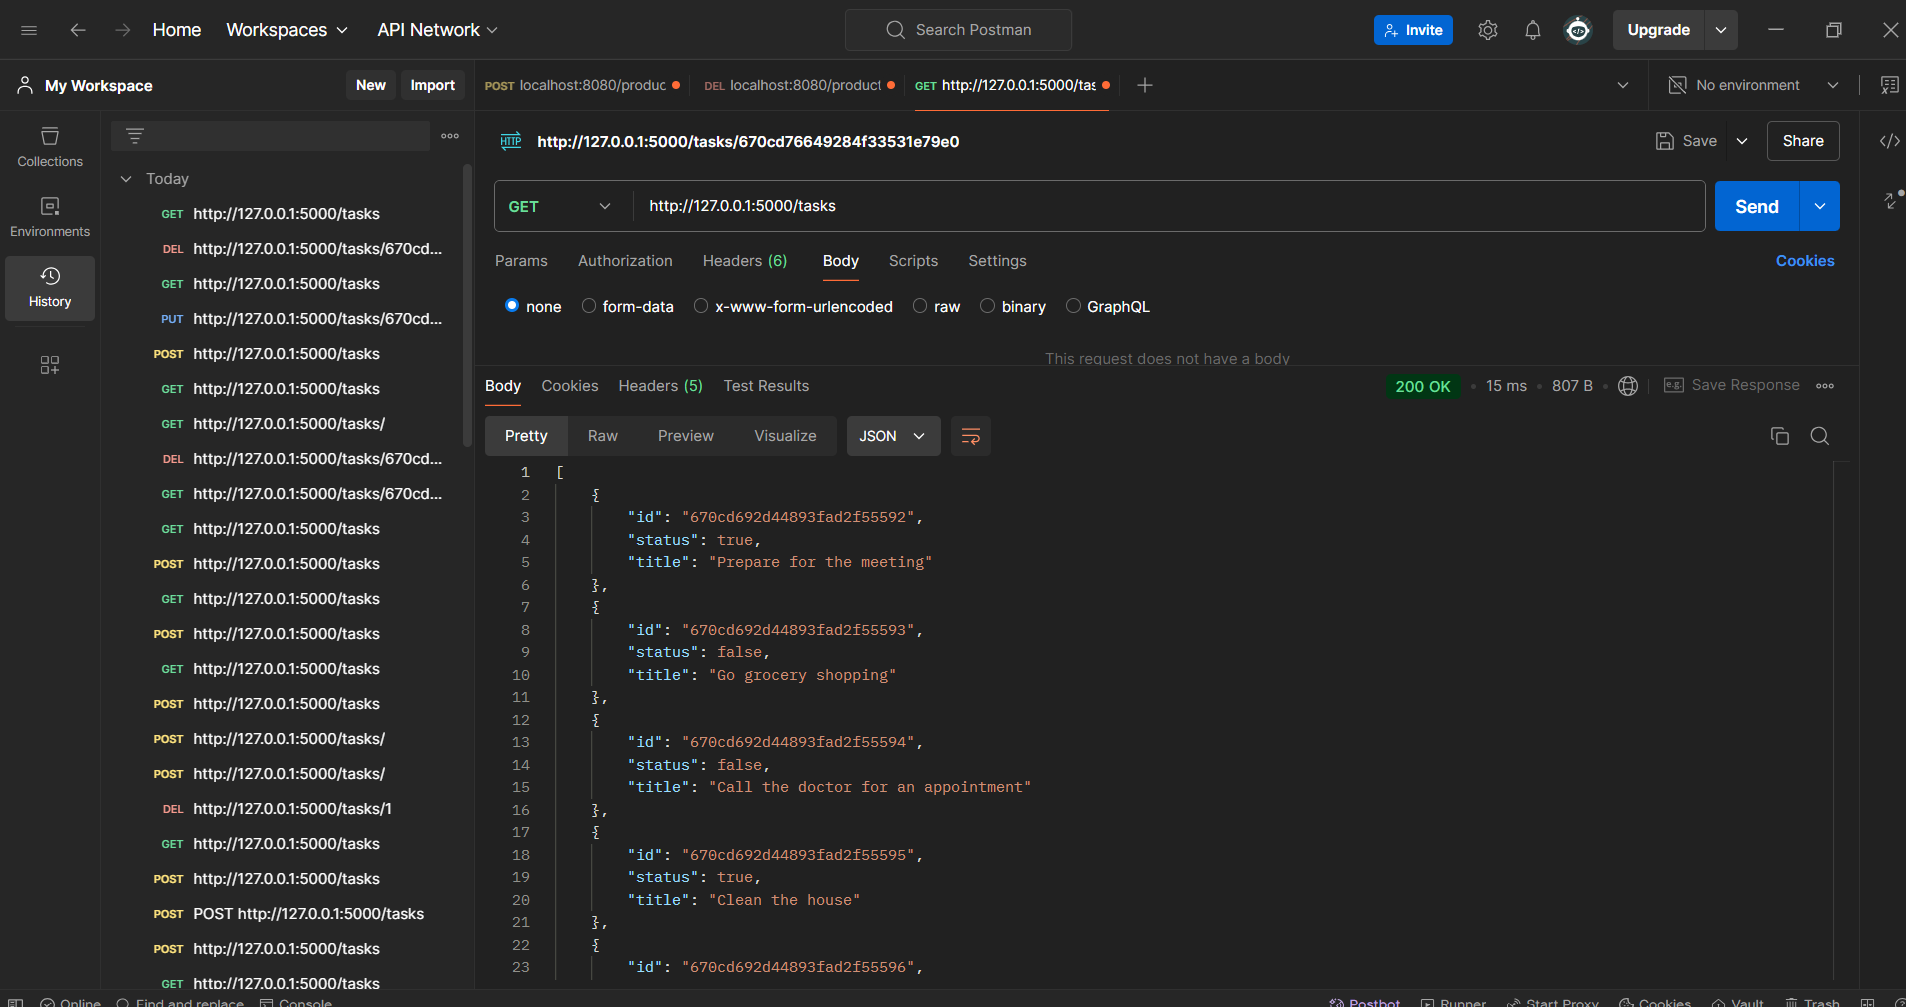 Home
Workspaces
API Network
Search Postman
Invite
Upgrade
My Workspace
New
Import
POST localhost:8080/produc
DEL localhost:8080/product
GET http://127.0.0.1:5000/tas
No environment
Collections
Environments
History
Today
GET http://127.0.0.1:5000/tasks
DEL http://127.0.0.1:5000/tasks/670cd...
GET http://127.0.0.1:5000/tasks
PUT http://127.0.0.1:5000/tasks/670cd...
POST http://127.0.0.1:5000/tasks
GET http://127.0.0.1:5000/tasks
GET http://127.0.0.1:5000/tasks/
DEL http://127.0.0.1:5000/tasks/670cd...
GET http://127.0.0.1:5000/tasks/670cd...
GET http://127.0.0.1:5000/tasks
POST http://127.0.0.1:5000/tasks
GET http://127.0.0.1:5000/tasks
POST http://127.0.0.1:5000/tasks
GET http://127.0.0.1:5000/tasks
POST http://127.0.0.1:5000/tasks
POST http://127.0.0.1:5000/tasks/
POST http://127.0.0.1:5000/tasks/
DEL http://127.0.0.1:5000/tasks/1
GET http://127.0.0.1:5000/tasks
POST http://127.0.0.1:5000/tasks
POST POST http://127.0.0.1:5000/tasks
POST http://127.0.0.1:5000/tasks
GET http://127.0.0.1:5000/tasks
HTTP http://127.0.0.1:5000/tasks/670cd76649284f33531e79e0
Save
Share
GET http://127.0.0.1:5000/tasks
Send
Params Authorization Headers (6) Body Scripts Settings Cookies
none form-data x-www-form-urlencoded raw binary GraphQL
This request does not have a body
Body Cookies Headers (5) Test Results
200 OK 15 ms 807 B e.g. Save Response
Pretty Raw Preview Visualize JSON
1 [
2 {
3 "id": "670cd692d44893fad2f55592",
4 "status": true,
5 "title": "Prepare for the meeting"
6 },
7 {
8 "id": "670cd692d44893fad2f55593",
9 "status": false,
10 "title": "Go grocery shopping"
11 },
12 {
13 "id": "670cd692d44893fad2f55594",
14 "status": false,
15 "title": "Call the doctor for an appointment"
16 },
17 {
18 "id": "670cd692d44893fad2f55595",
19 "status": true,
20 "title": "Clean the house"
21 },
22 {
23 "id": "670cd692d44893fad2f55596",
Online Find and replace Console Postbot Runner Start Proxy Cookies Vault Trash